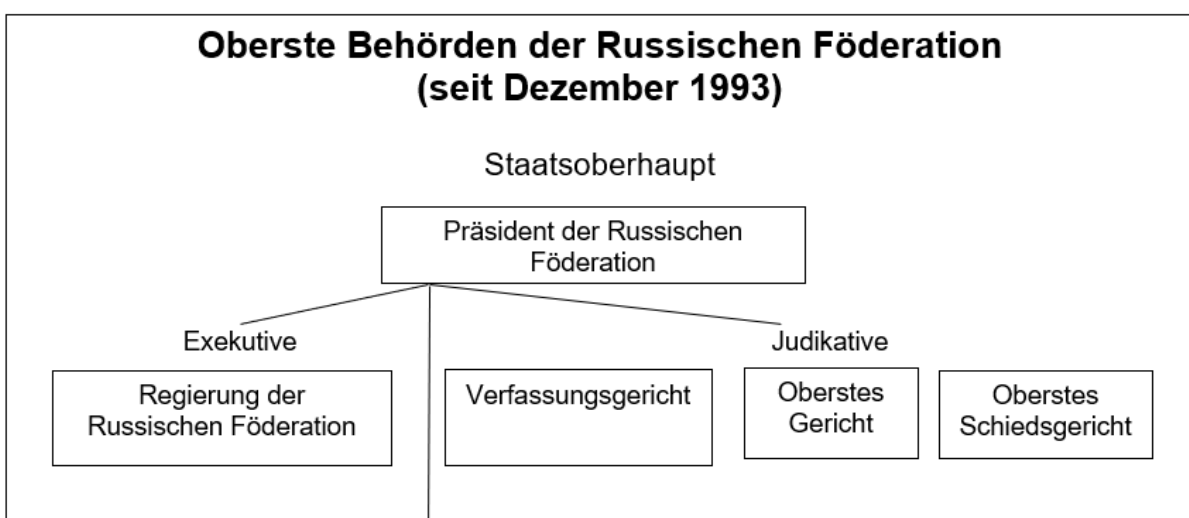 Oberste Behörden der Russischen Föderation
(seit Dezember 1993)
Staatsoberhaupt
Präsident der Russischen
Föderation
Exekutive
Judikative
Regierung der
Russischen Föderation
Verfassungsgericht
Oberstes
Gericht
Oberstes
Schiedsgericht